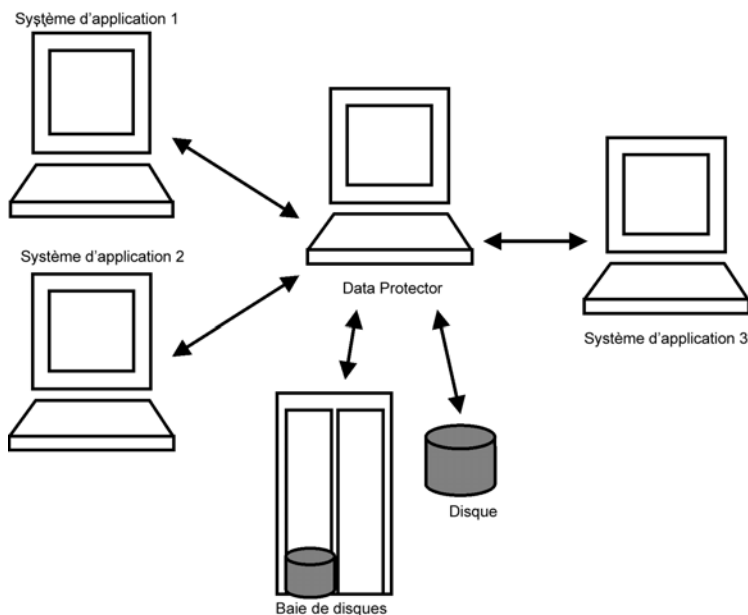 Système d'application 1
Système d'application 2
Data Protector
Système d'application 3
Disque
Baie de disques